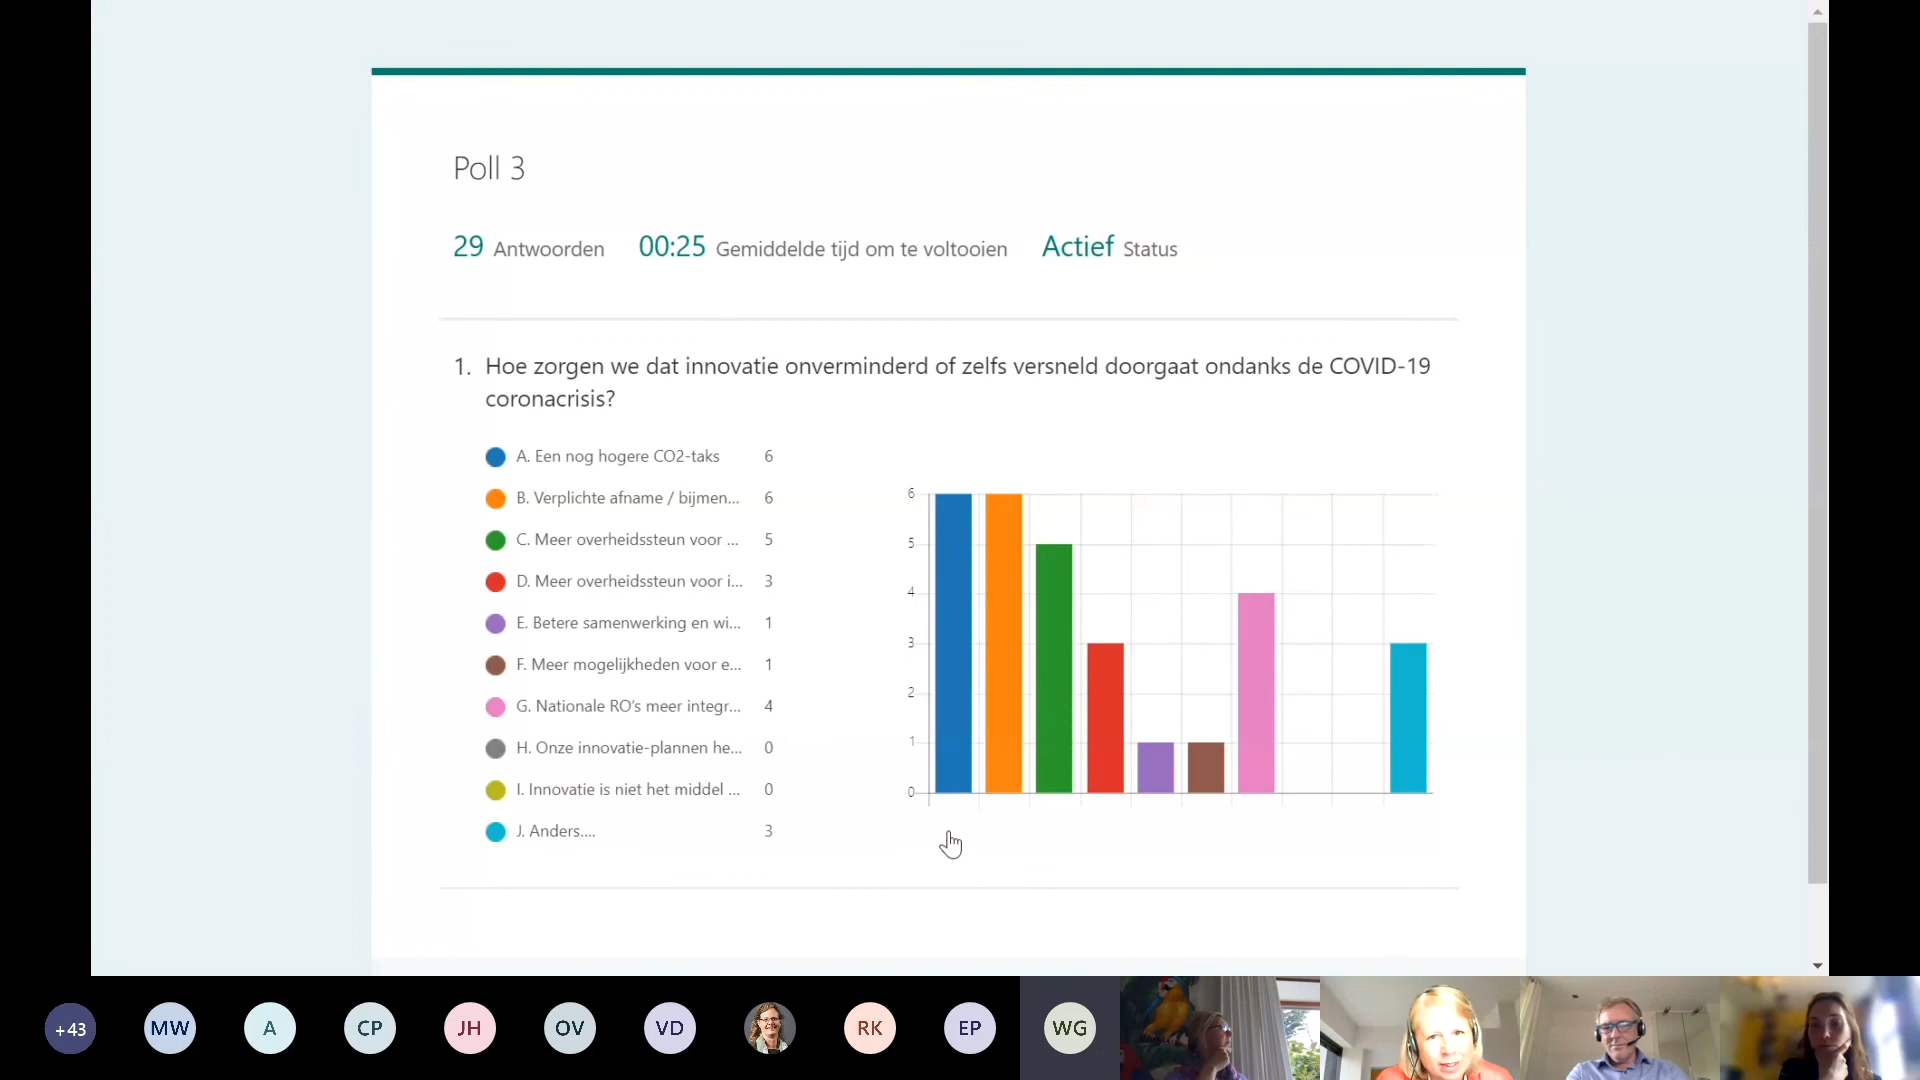 Poll 3
29 Antwoorden 00:25 Gemiddelde tijd om te voltooien Actief Status
1. Hoe zorgen we dat innovatie onverminderd of zelfs versneld doorgaat ondanks de COVID-19
coronacrisis?
A. Een nog hogere CO2-taks 6
B. Verplichte afname / bijmen... 6
C. Meer overheidssteun voor ... 5
D. Meer overheidssteun voor i... 3
E. Betere samenwerking en wi... 1
F. Meer mogelijkheden voor e... 1
G. Nationale RO's meer integr... 4
H. Onze innovatie-plannen he... 0
I. Innovatie is niet het middel ... 0
J. Anders.... 3
6
5
4
3
2
1
0
+43 MW A CP JH OV VD RK EP WG